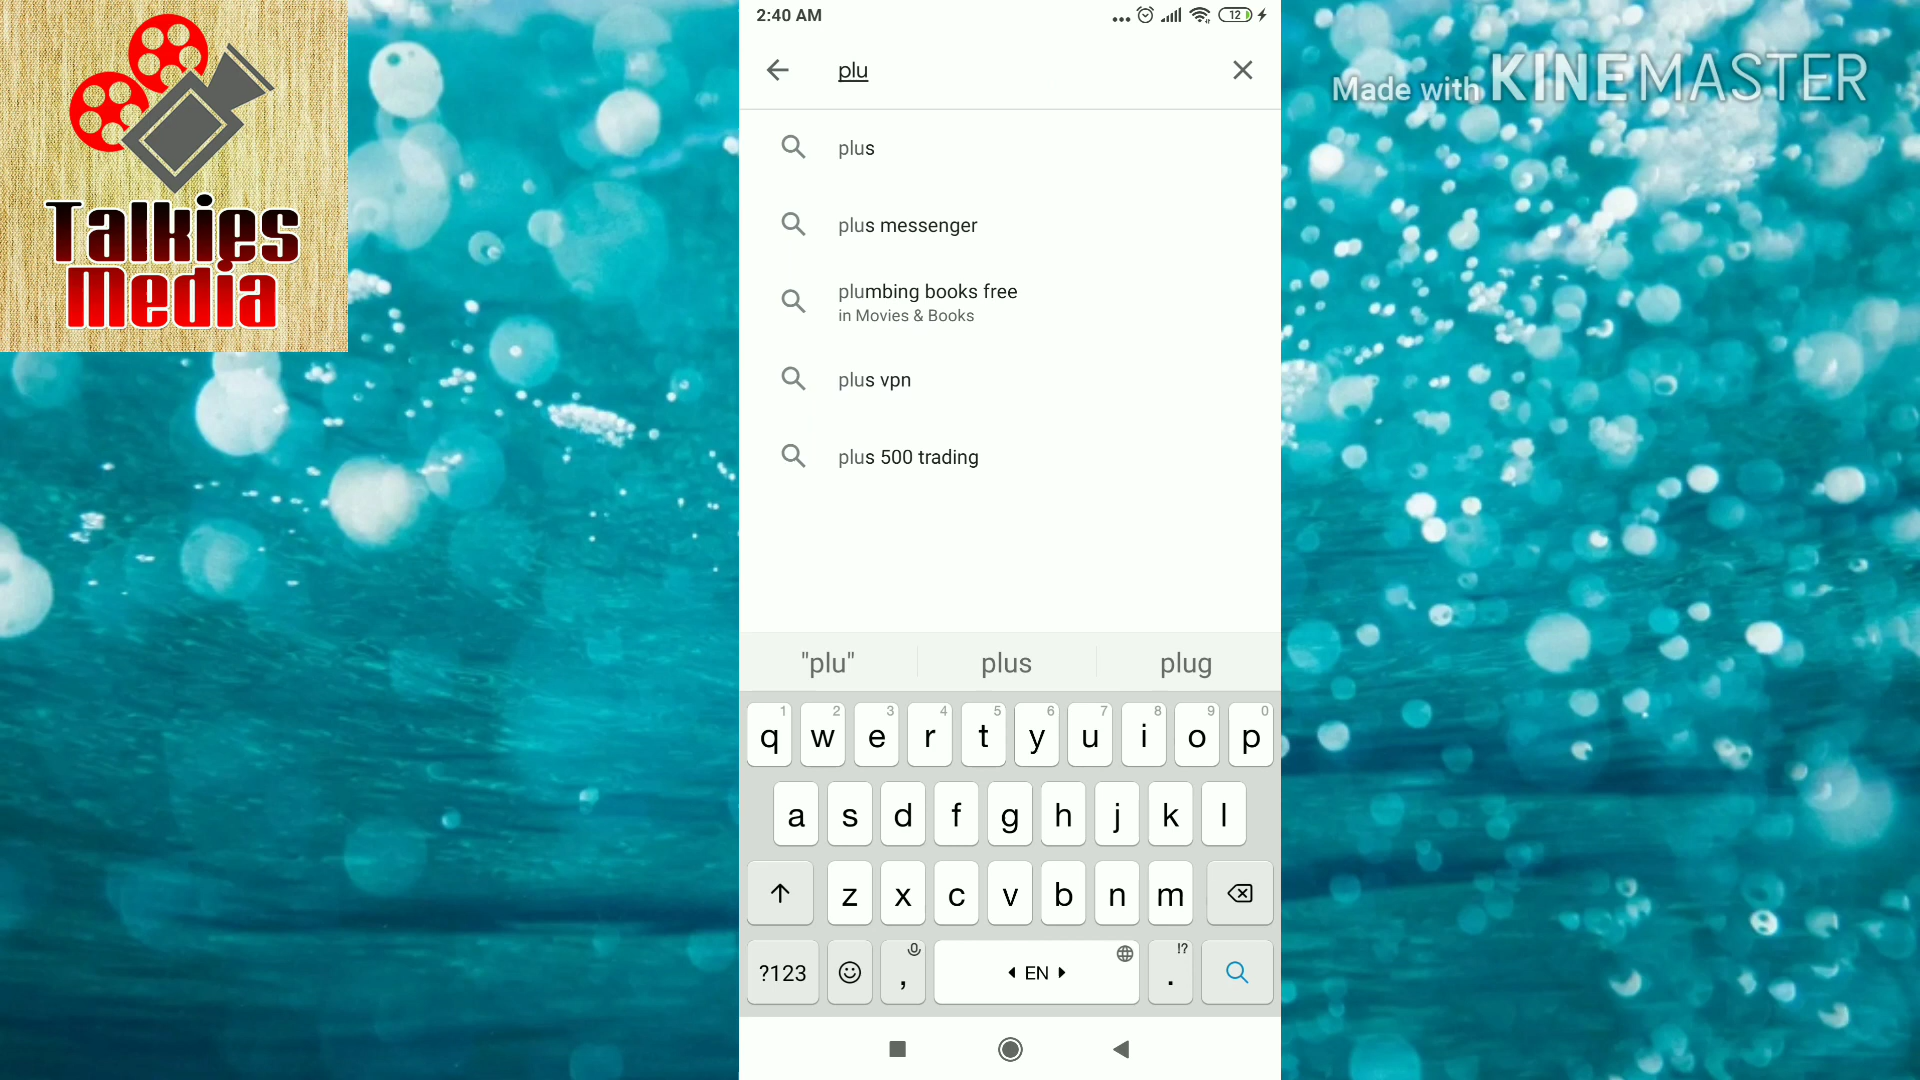 Talkies
Media
2:40 AM
12
plu
Made with KINEMASTER
plus
plus messenger
plumbing books free
in Movies & Books
plus vpn
plus 500 trading
"plu" plus plug
1 2 3 4 5 6 7 8 9 0
q w e r t y u i o p
a s d f g h j k l
z x c v b n m
!?
?123 , EN .